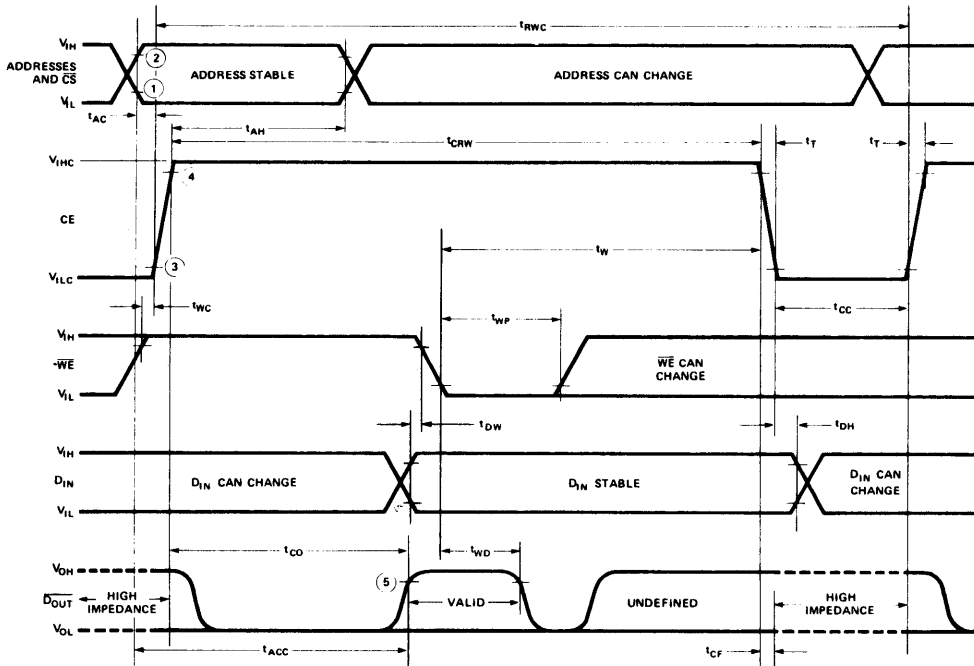 tRWC
VIH
ADDRESSES AND CS̅
VIL
2
1
ADDRESS STABLE
ADDRESS CAN CHANGE
tAC
tAH
tCRW
tT
tT
VIHC
CE
VILC
4
3
tW
tWC
tWP
tCC
VIH
-W̅E̅
VIL
W̅E̅ CAN CHANGE
tDW
tDH
VIH
DIN
VIL
DIN CAN CHANGE
DIN STABLE
DIN CAN CHANGE
tCO
tWD
VOH
D̅O̅U̅T̅
VOL
HIGH IMPEDANCE
5
VALID
UNDEFINED
HIGH IMPEDANCE
tACC
tCF